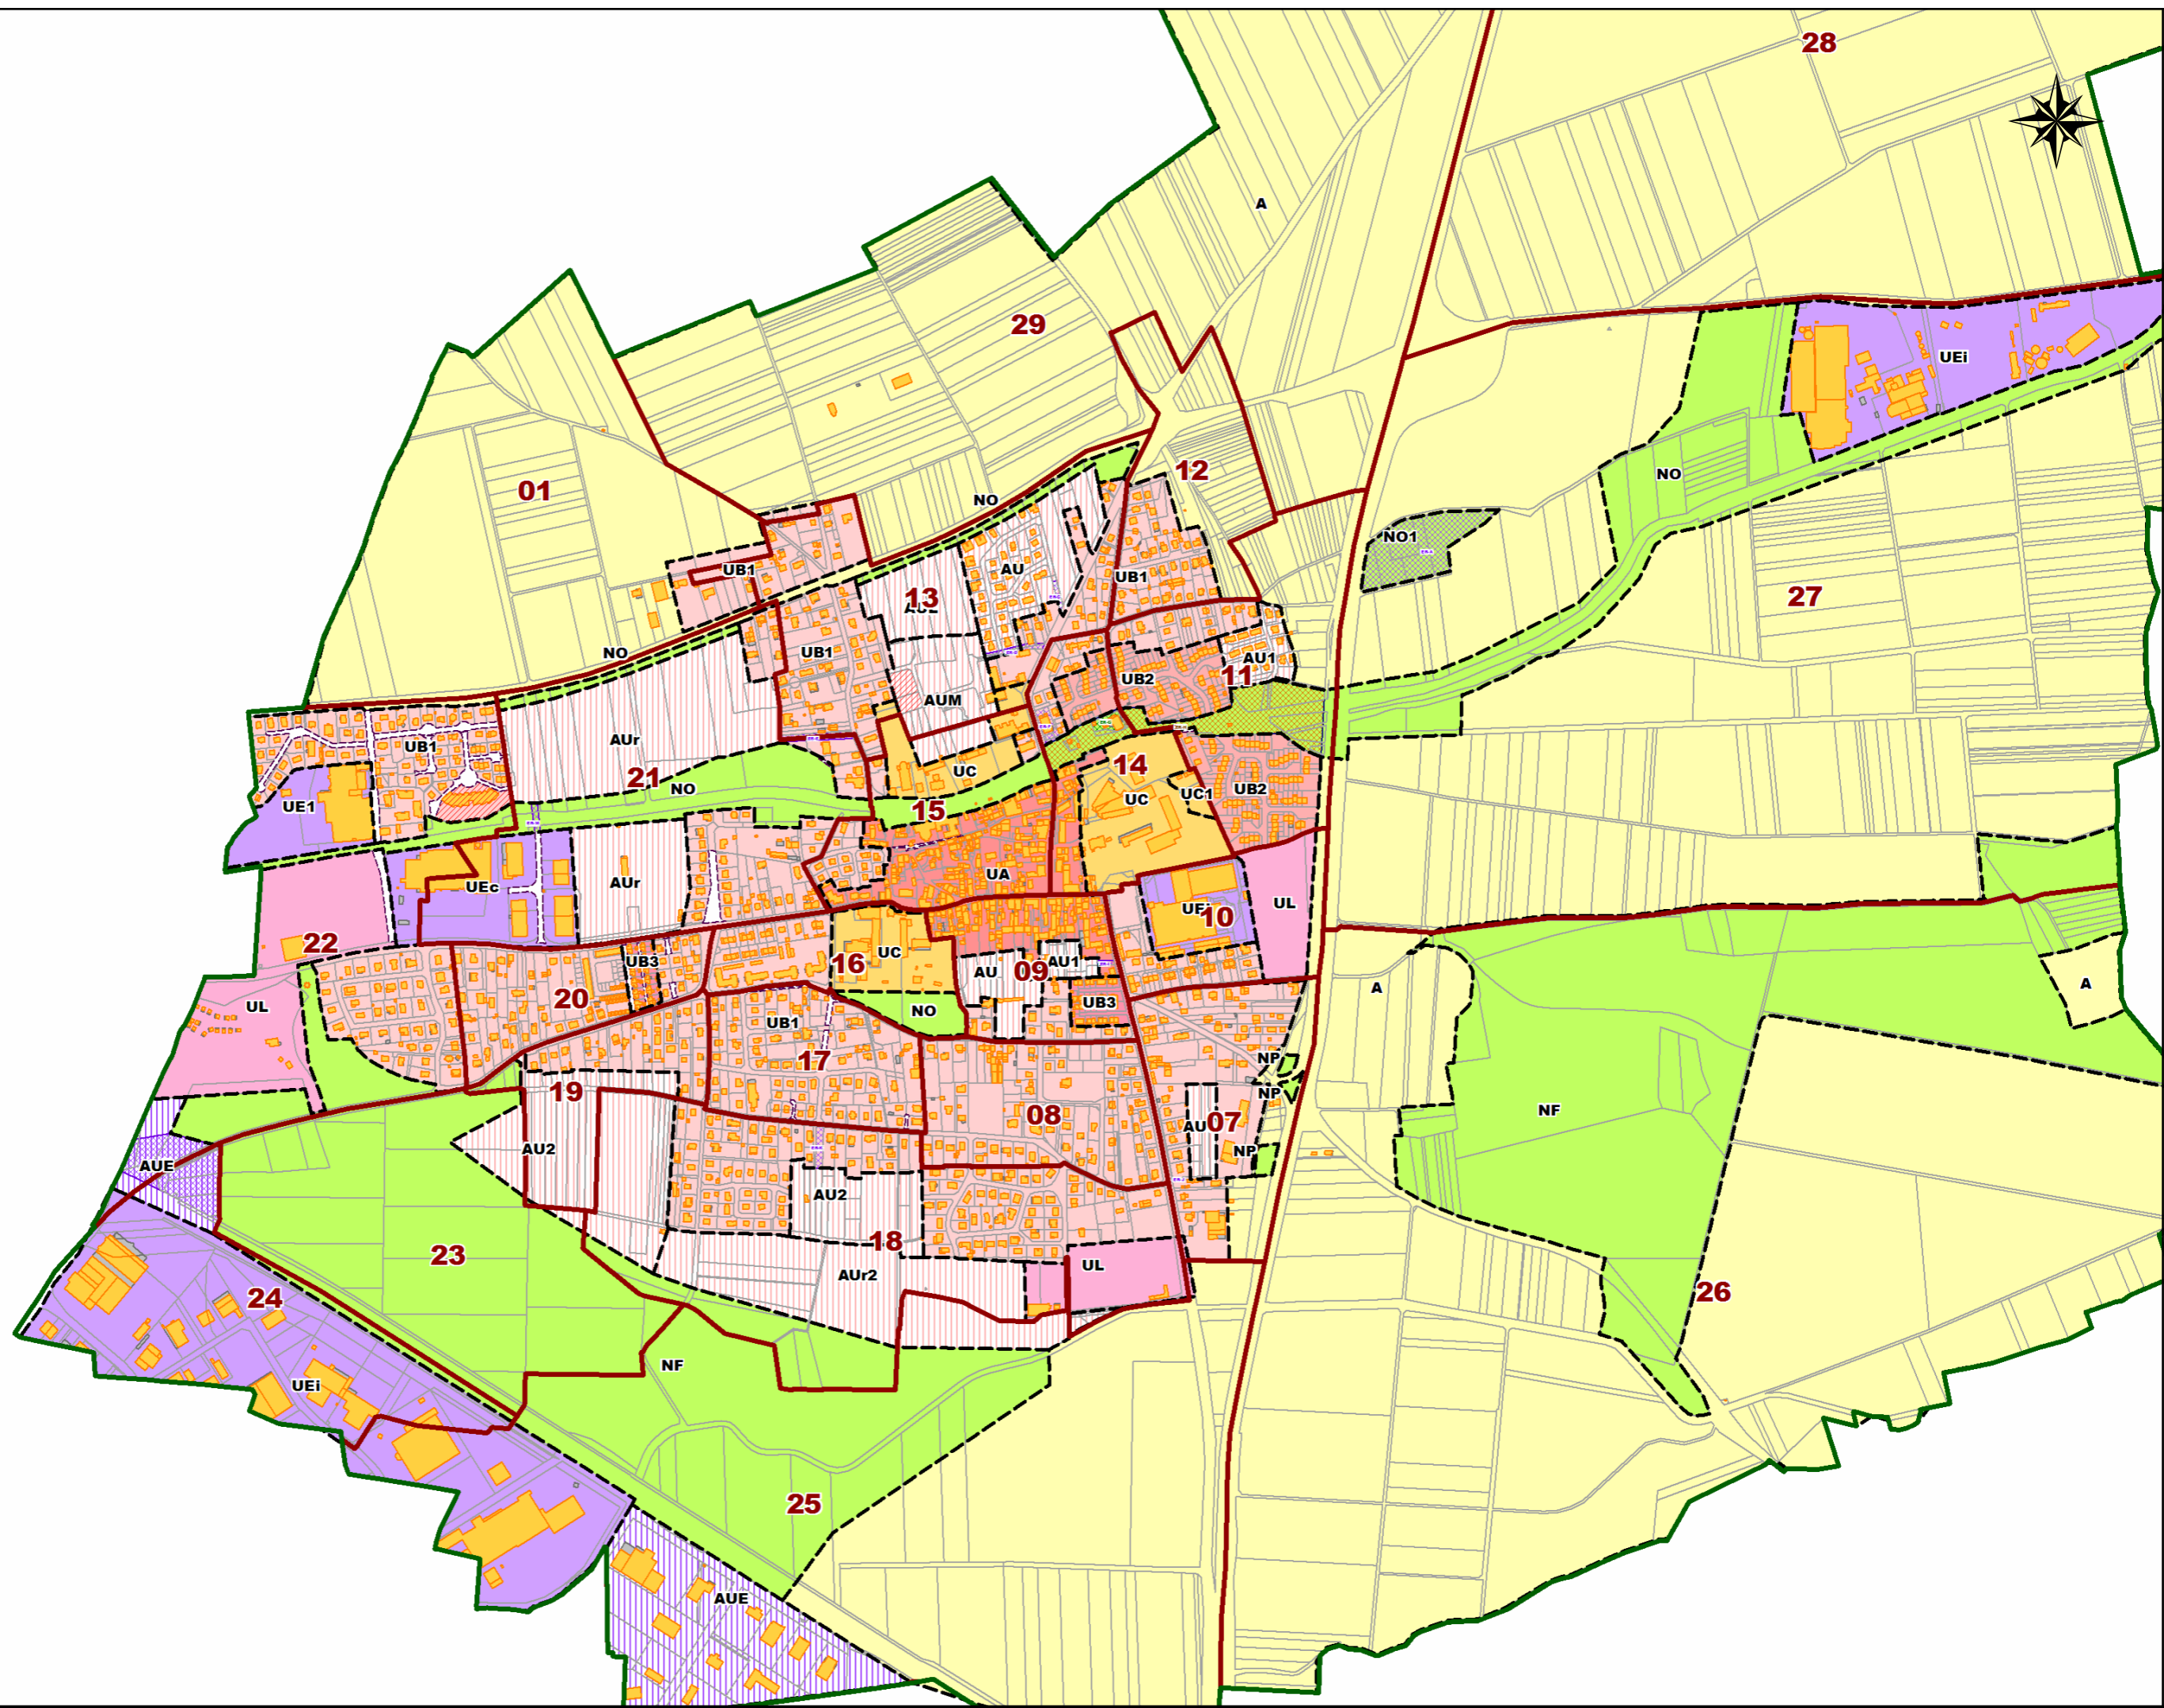 28
A
29
UEi
12
NO
01
NO
NO1
AU
UB1
UB1
27
13
NO
UB1
AU1
11
UB2
AUM
AUr
UB1
14
UC
21
NO
UB2
UC1
UC
UE1
15
UA
AUr
UEc
UL
10
22
UC
UB3
16
09
AU1
AU
A
A
20
UB3
UL
NO
UB1
17
NP
19
NP
08
NF
07
AU
AU2
NP
AUE
AU2
18
23
UL
AUr2
26
24
NF
UEi
25
AUE